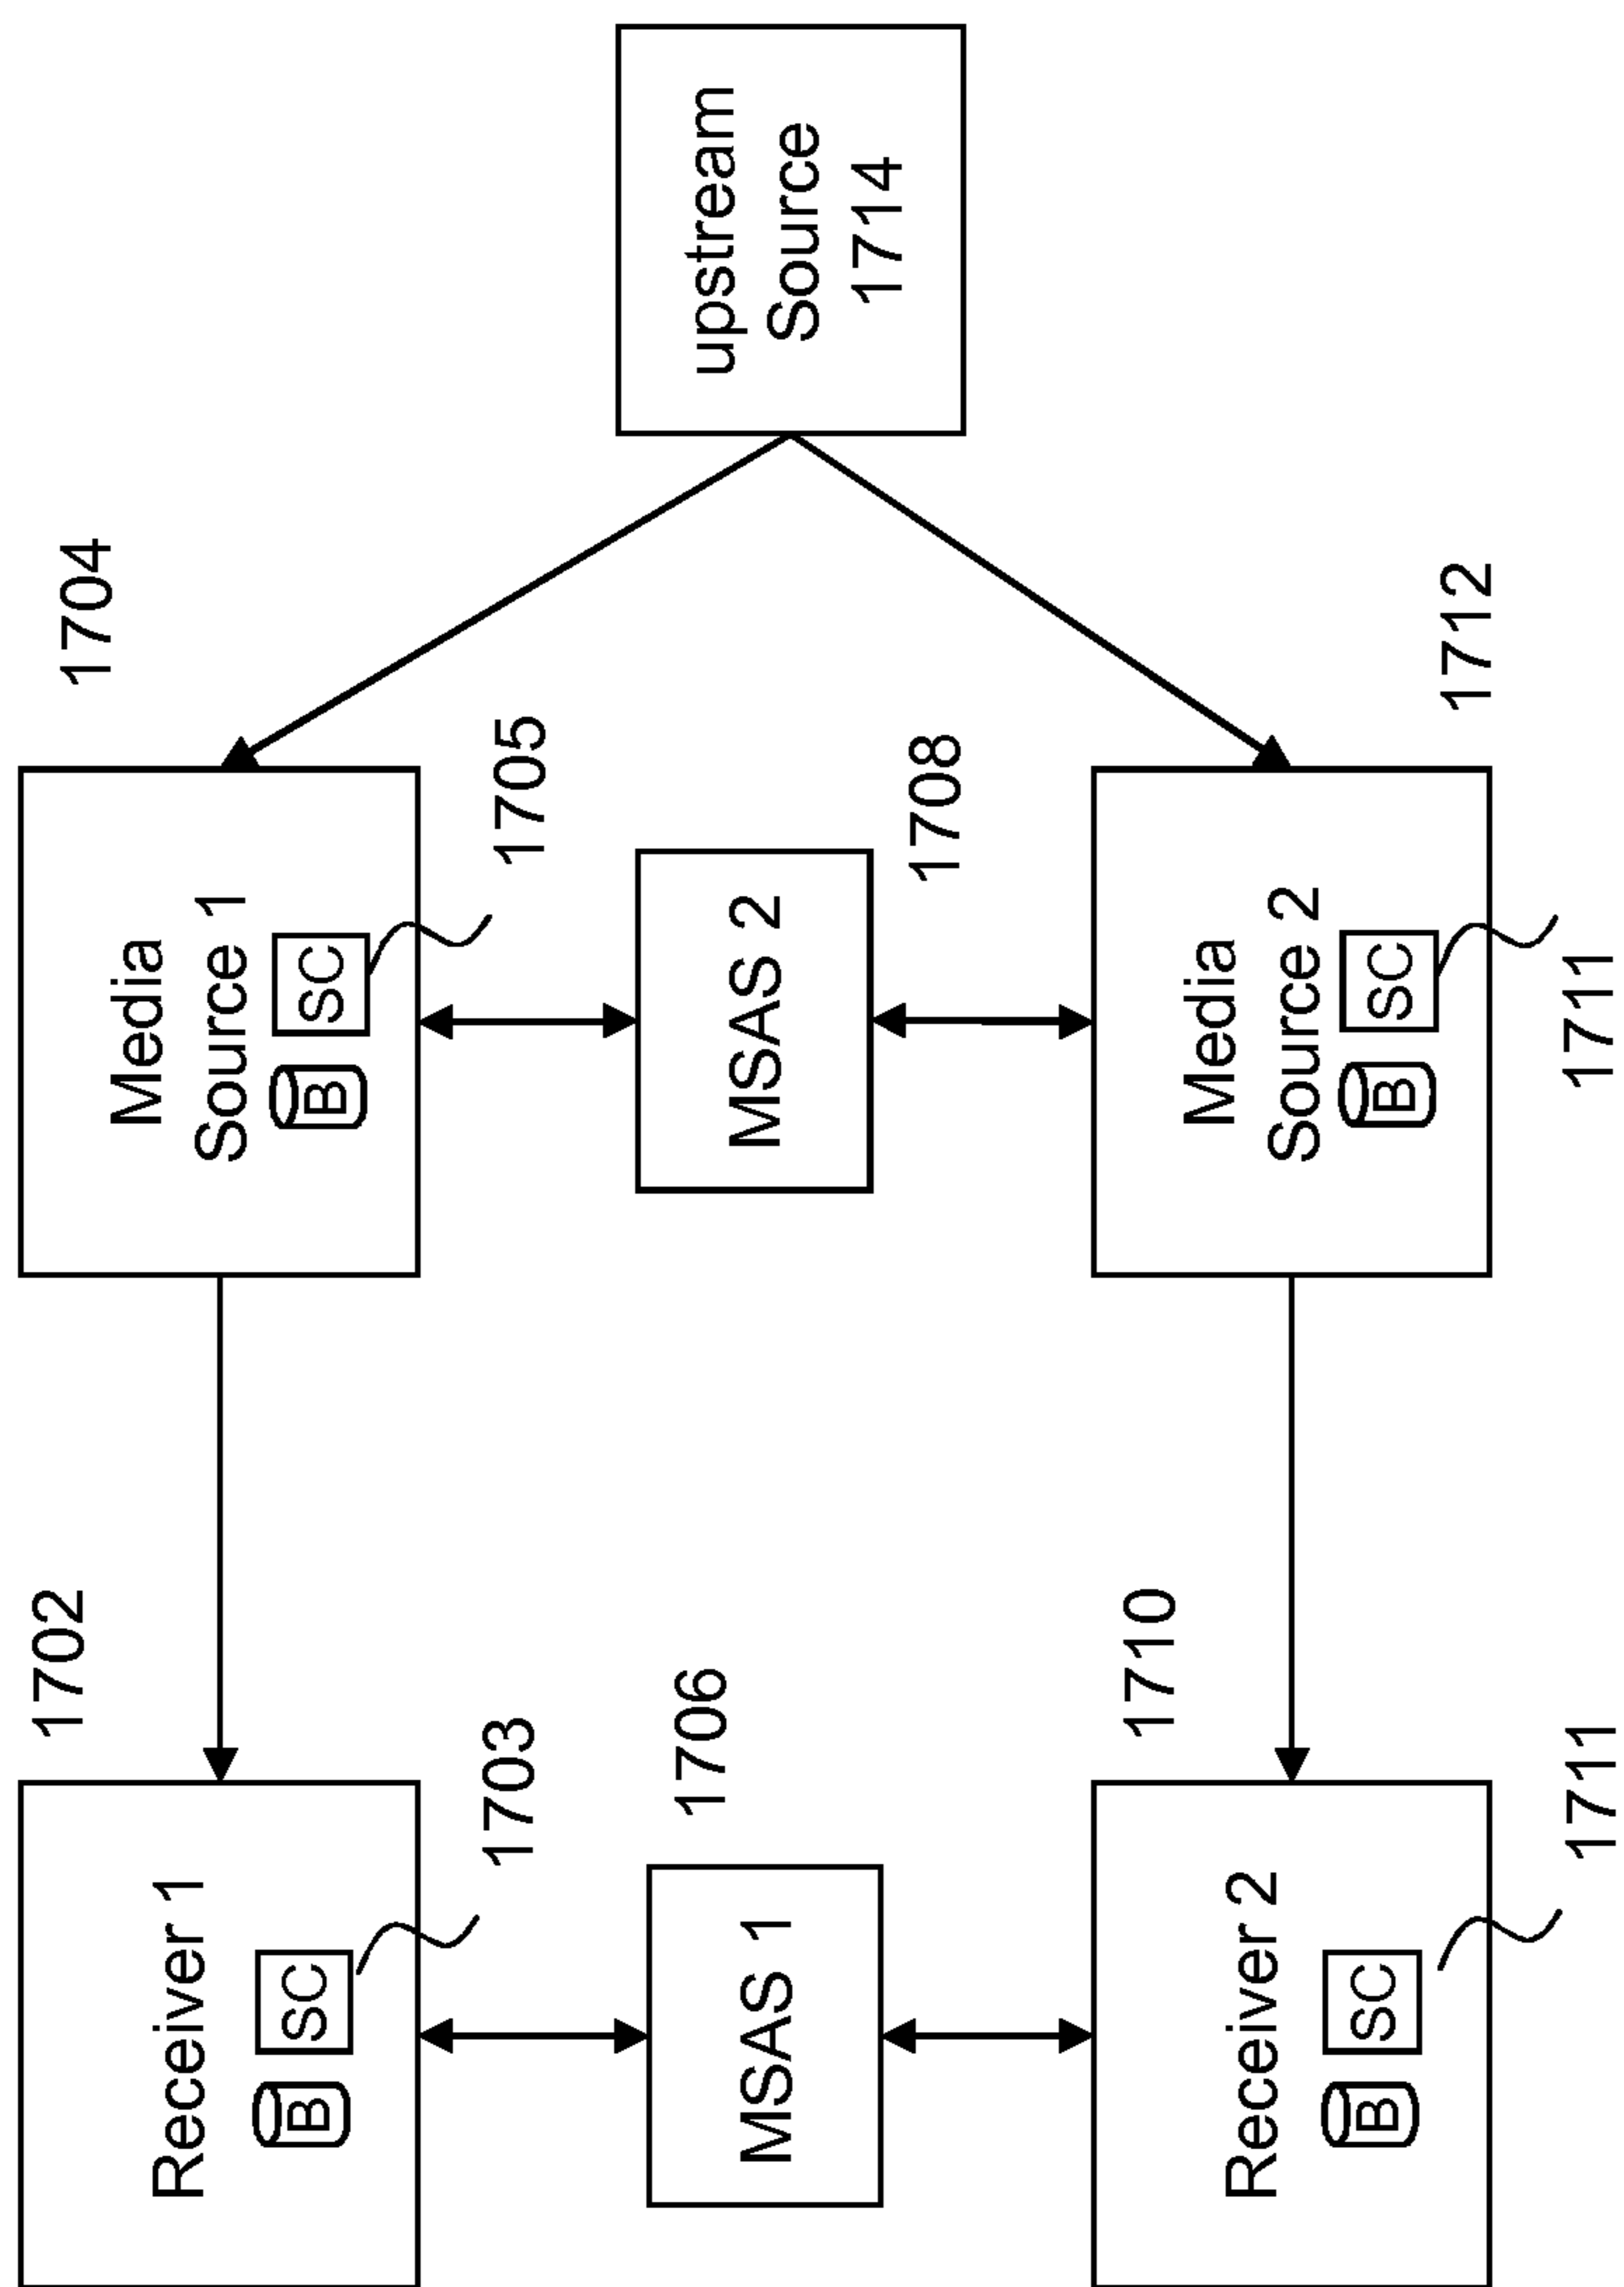 1702
1704
Receiver 1
B
SC
Media
Source 1
B
SC
1703
1705
upstream
Source
1714
1706
MSAS 1
MSAS 2
1708
1710
1712
Receiver 2
B
SC
Media
Source 2
B
SC
1711
1711